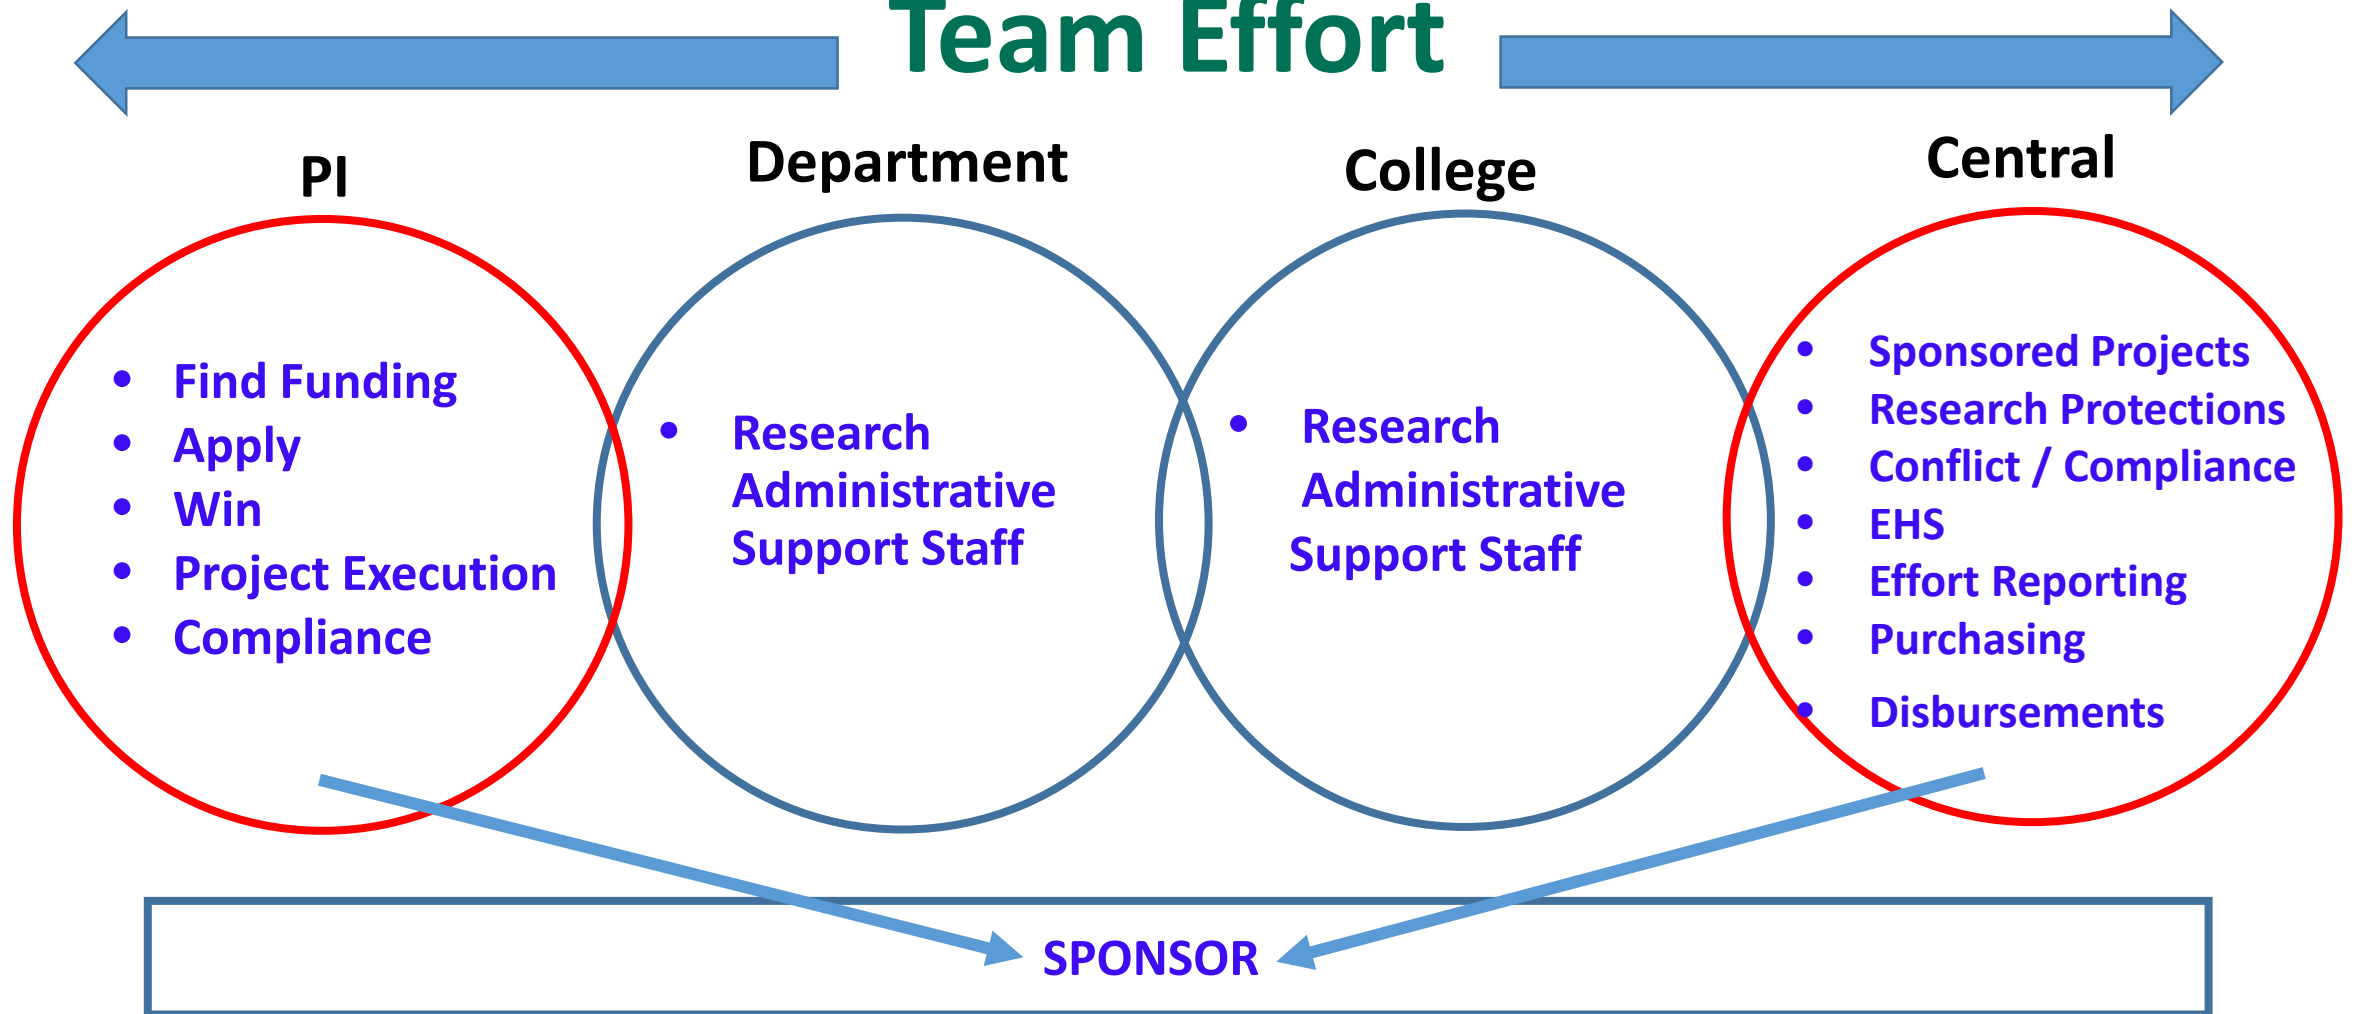 Team Effort
PI
Department
College
Central
• Find Funding
• Apply
• Win
• Project Execution
• Compliance
• Research
Administrative
Support Staff
• Research
Administrative
Support Staff
• Sponsored Projects
• Research Protections
• Conflict / Compliance
• EHS
• Effort Reporting
• Purchasing
• Disbursements
SPONSOR